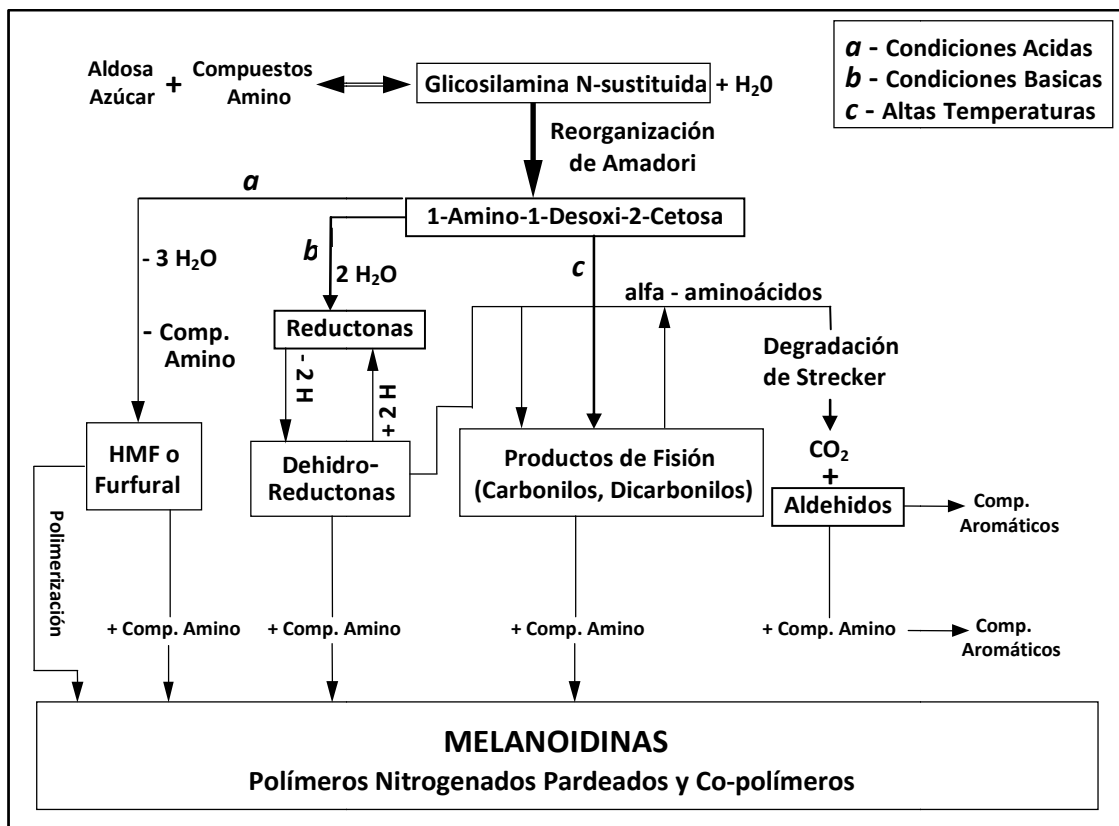 Aldosa
Azúcar
+
Compuestos
Amino
Glicosilamina N-sustituida
+ H₂0
a - Condiciones Acidas
b - Condiciones Basicas
c - Altas Temperaturas
Reorganización
de Amadori
a
1-Amino-1-Desoxi-2-Cetosa
- 3 H₂O
b
2 H₂O
c
alfa - aminoácidos
- Comp.
Amino
Reductonas
Degradación
de Strecker
- 2 H
+ 2 H
HMF o
Furfural
Dehidro-
Reductonas
Productos de Fisión
(Carbonilos, Dicarbonilos)
CO₂
+
Aldehidos
Comp.
Aromáticos
Polimerización
+ Comp. Amino
+ Comp. Amino
+ Comp. Amino
+ Comp. Amino
Comp.
Aromáticos
MELANOIDINAS
Polímeros Nitrogenados Pardeados y Co-polímeros